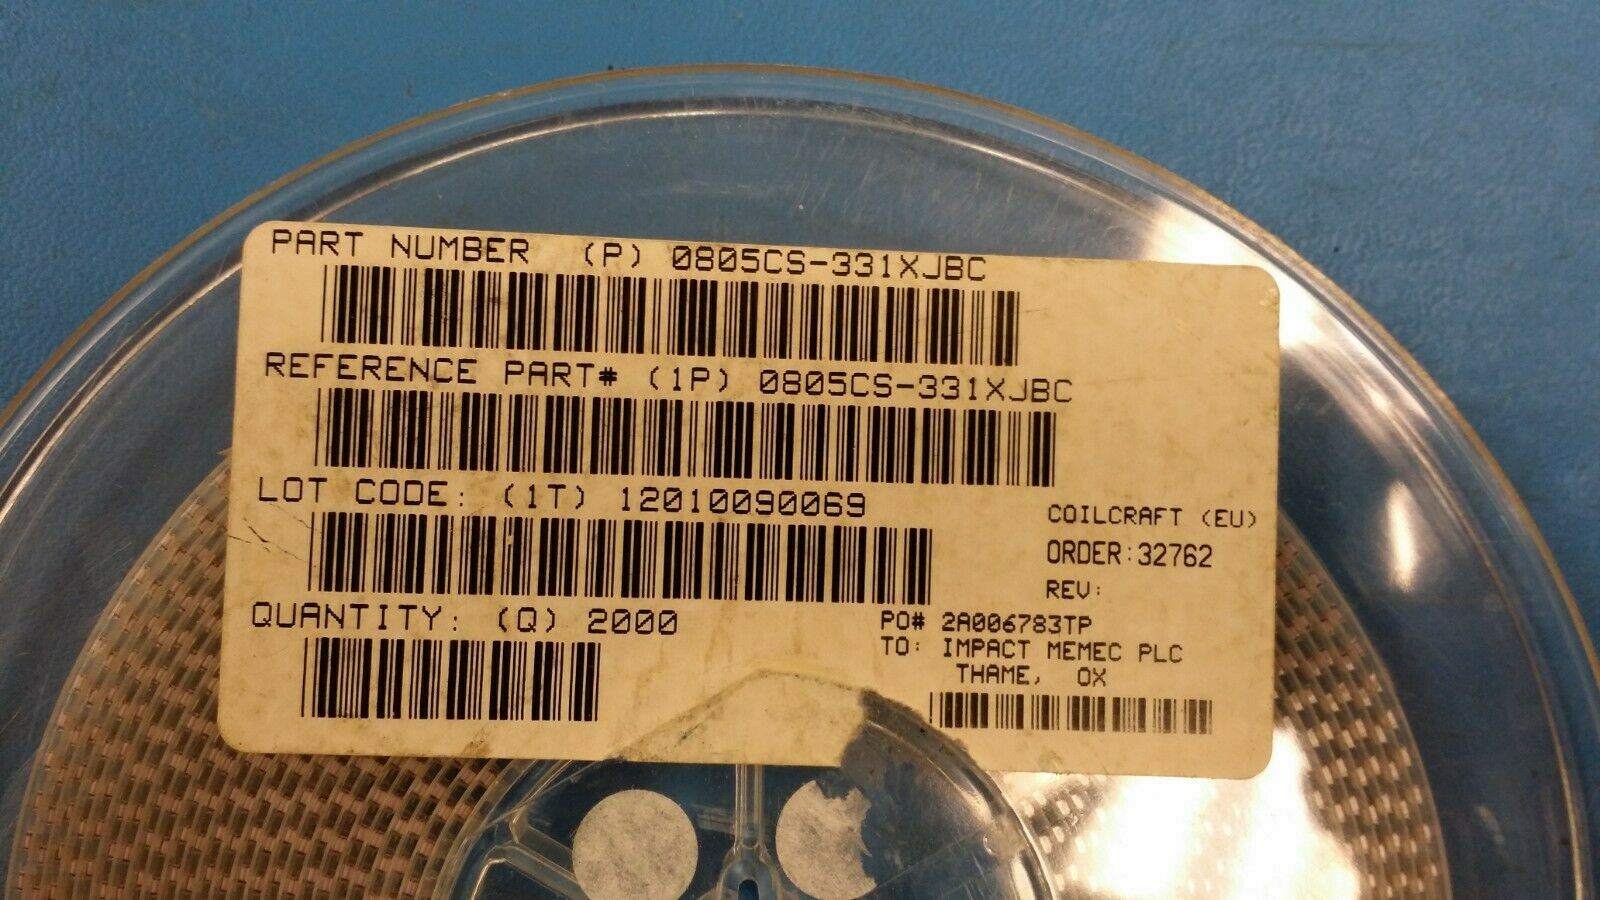 PART NUMBER (P) 0805CS-331XJBC
REFERENCE PART# (1P) 0805CS-331XJBC
LOT CODE: (1T) 12010090069
COILCRAFT (EU)
ORDER:32762
REV:
QUANTITY: (Q) 2000
PO# 2A006783TP
TO: IMPACT MEMEC PLC
THAME, OX